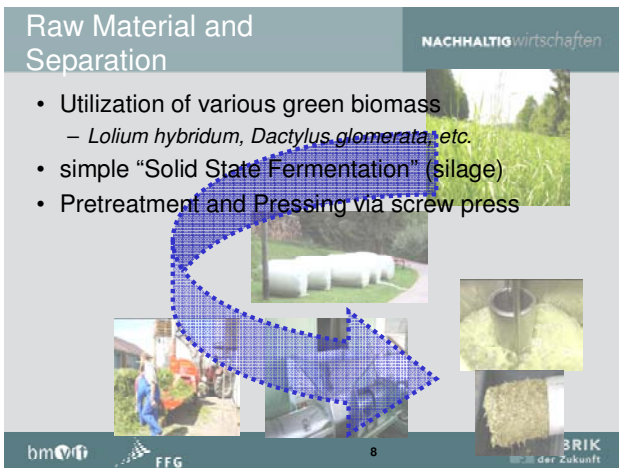 Raw Material and
Separation
NACHHALTIGwirtschaften
• Utilization of various green biomass
– Lolium hybridum, Dactylus glomerata, etc.
• simple “Solid State Fermentation” (silage)
• Pretreatment and Pressing via screw press
bmvit
FFG
8
BRIK
der Zukunft